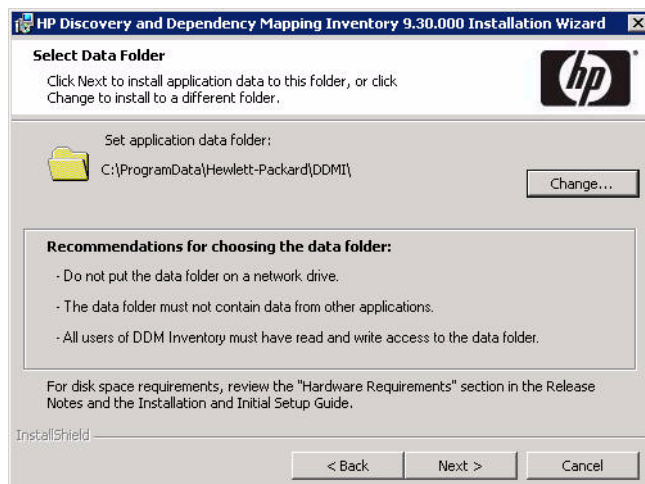 HP Discovery and Dependency Mapping Inventory 9.30.000 Installation Wizard
Select Data Folder
Click Next to install application data to this folder, or click
Change to install to a different folder.
hp
Set application data folder:
C:\ProgramData\Hewlett-Packard\DDMI\
Change...
Recommendations for choosing the data folder:
- Do not put the data folder on a network drive.
- The data folder must not contain data from other applications.
- All users of DDM Inventory must have read and write access to the data folder.
For disk space requirements, review the "Hardware Requirements" section in the Release
Notes and the Installation and Initial Setup Guide.
InstallShield
< Back
Next >
Cancel